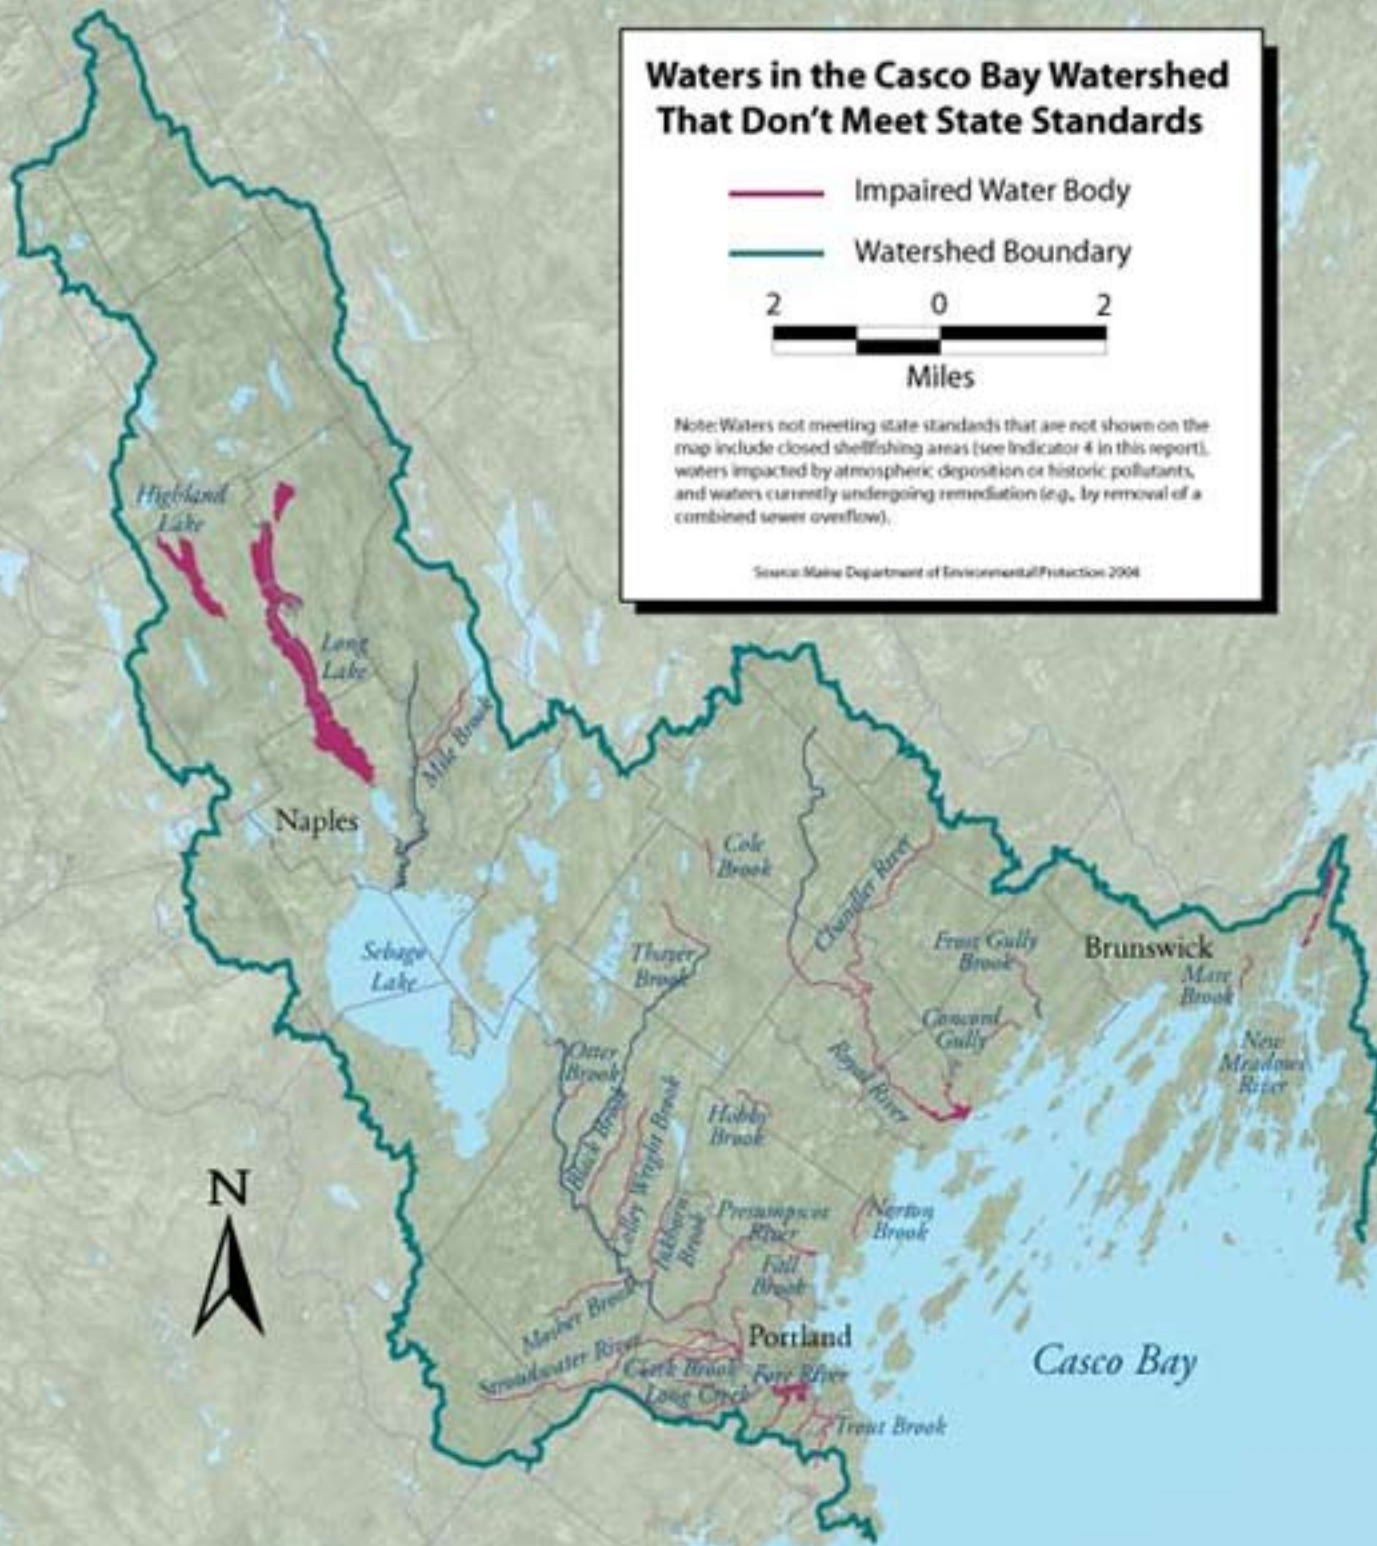 Waters in the Casco Bay Watershed
That Don't Meet State Standards
Impaired Water Body
Watershed Boundary
2 0 2
Miles
Note: Waters not meeting state standards that are not shown on the
map include closed shellfishing areas (see Indicator 4 in this report),
waters impacted by atmospheric deposition or historic pollutants,
and waters currently undergoing remediation (e.g., by removal of a
combined sewer overflow).
Source: Maine Department of Environmental Protection 2004
Highland
Lake
Long
Lake
Mile Brook
Naples
Cole
Brook
Chandler River
Sebago
Lake
Thayer
Brook
Frost Gully
Brook
Brunswick
Mare
Brook
Concord
Gully
New
Meadows
River
Otter
Brook
Royal River
Black Brook
Colley Wright Brook
Hobbs
Brook
Inkhorn
Brook
Presumpscot
River
Norton
Brook
N
Fall
Brook
Mosher Brook
Portland
Stroudwater River
Clark Brook
Fore River
Long Creek
Casco Bay
Trout Brook